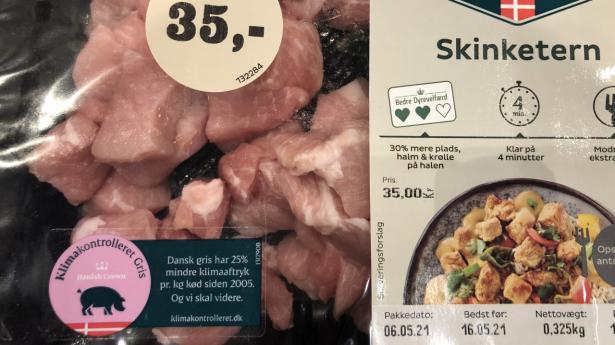 35,-
132284
Klimakontrolleret Gris
Danish Crown
Dansk gris har 25%
mindre klimaaftryk
pr. kg kød siden 2005.
Og vi skal videre.
klimakontrolleret.dk
Skinketern
Bedre Dyrevelfærd
4
min.
30% mere plads,
halm & krølle
på halen
Klar på
4 minutter
Pris:
35,00
kr
Serveringsforslag
Pakkedato:
06.05.21
Bedst før:
16.05.21
Nettovægt:
0,325kg